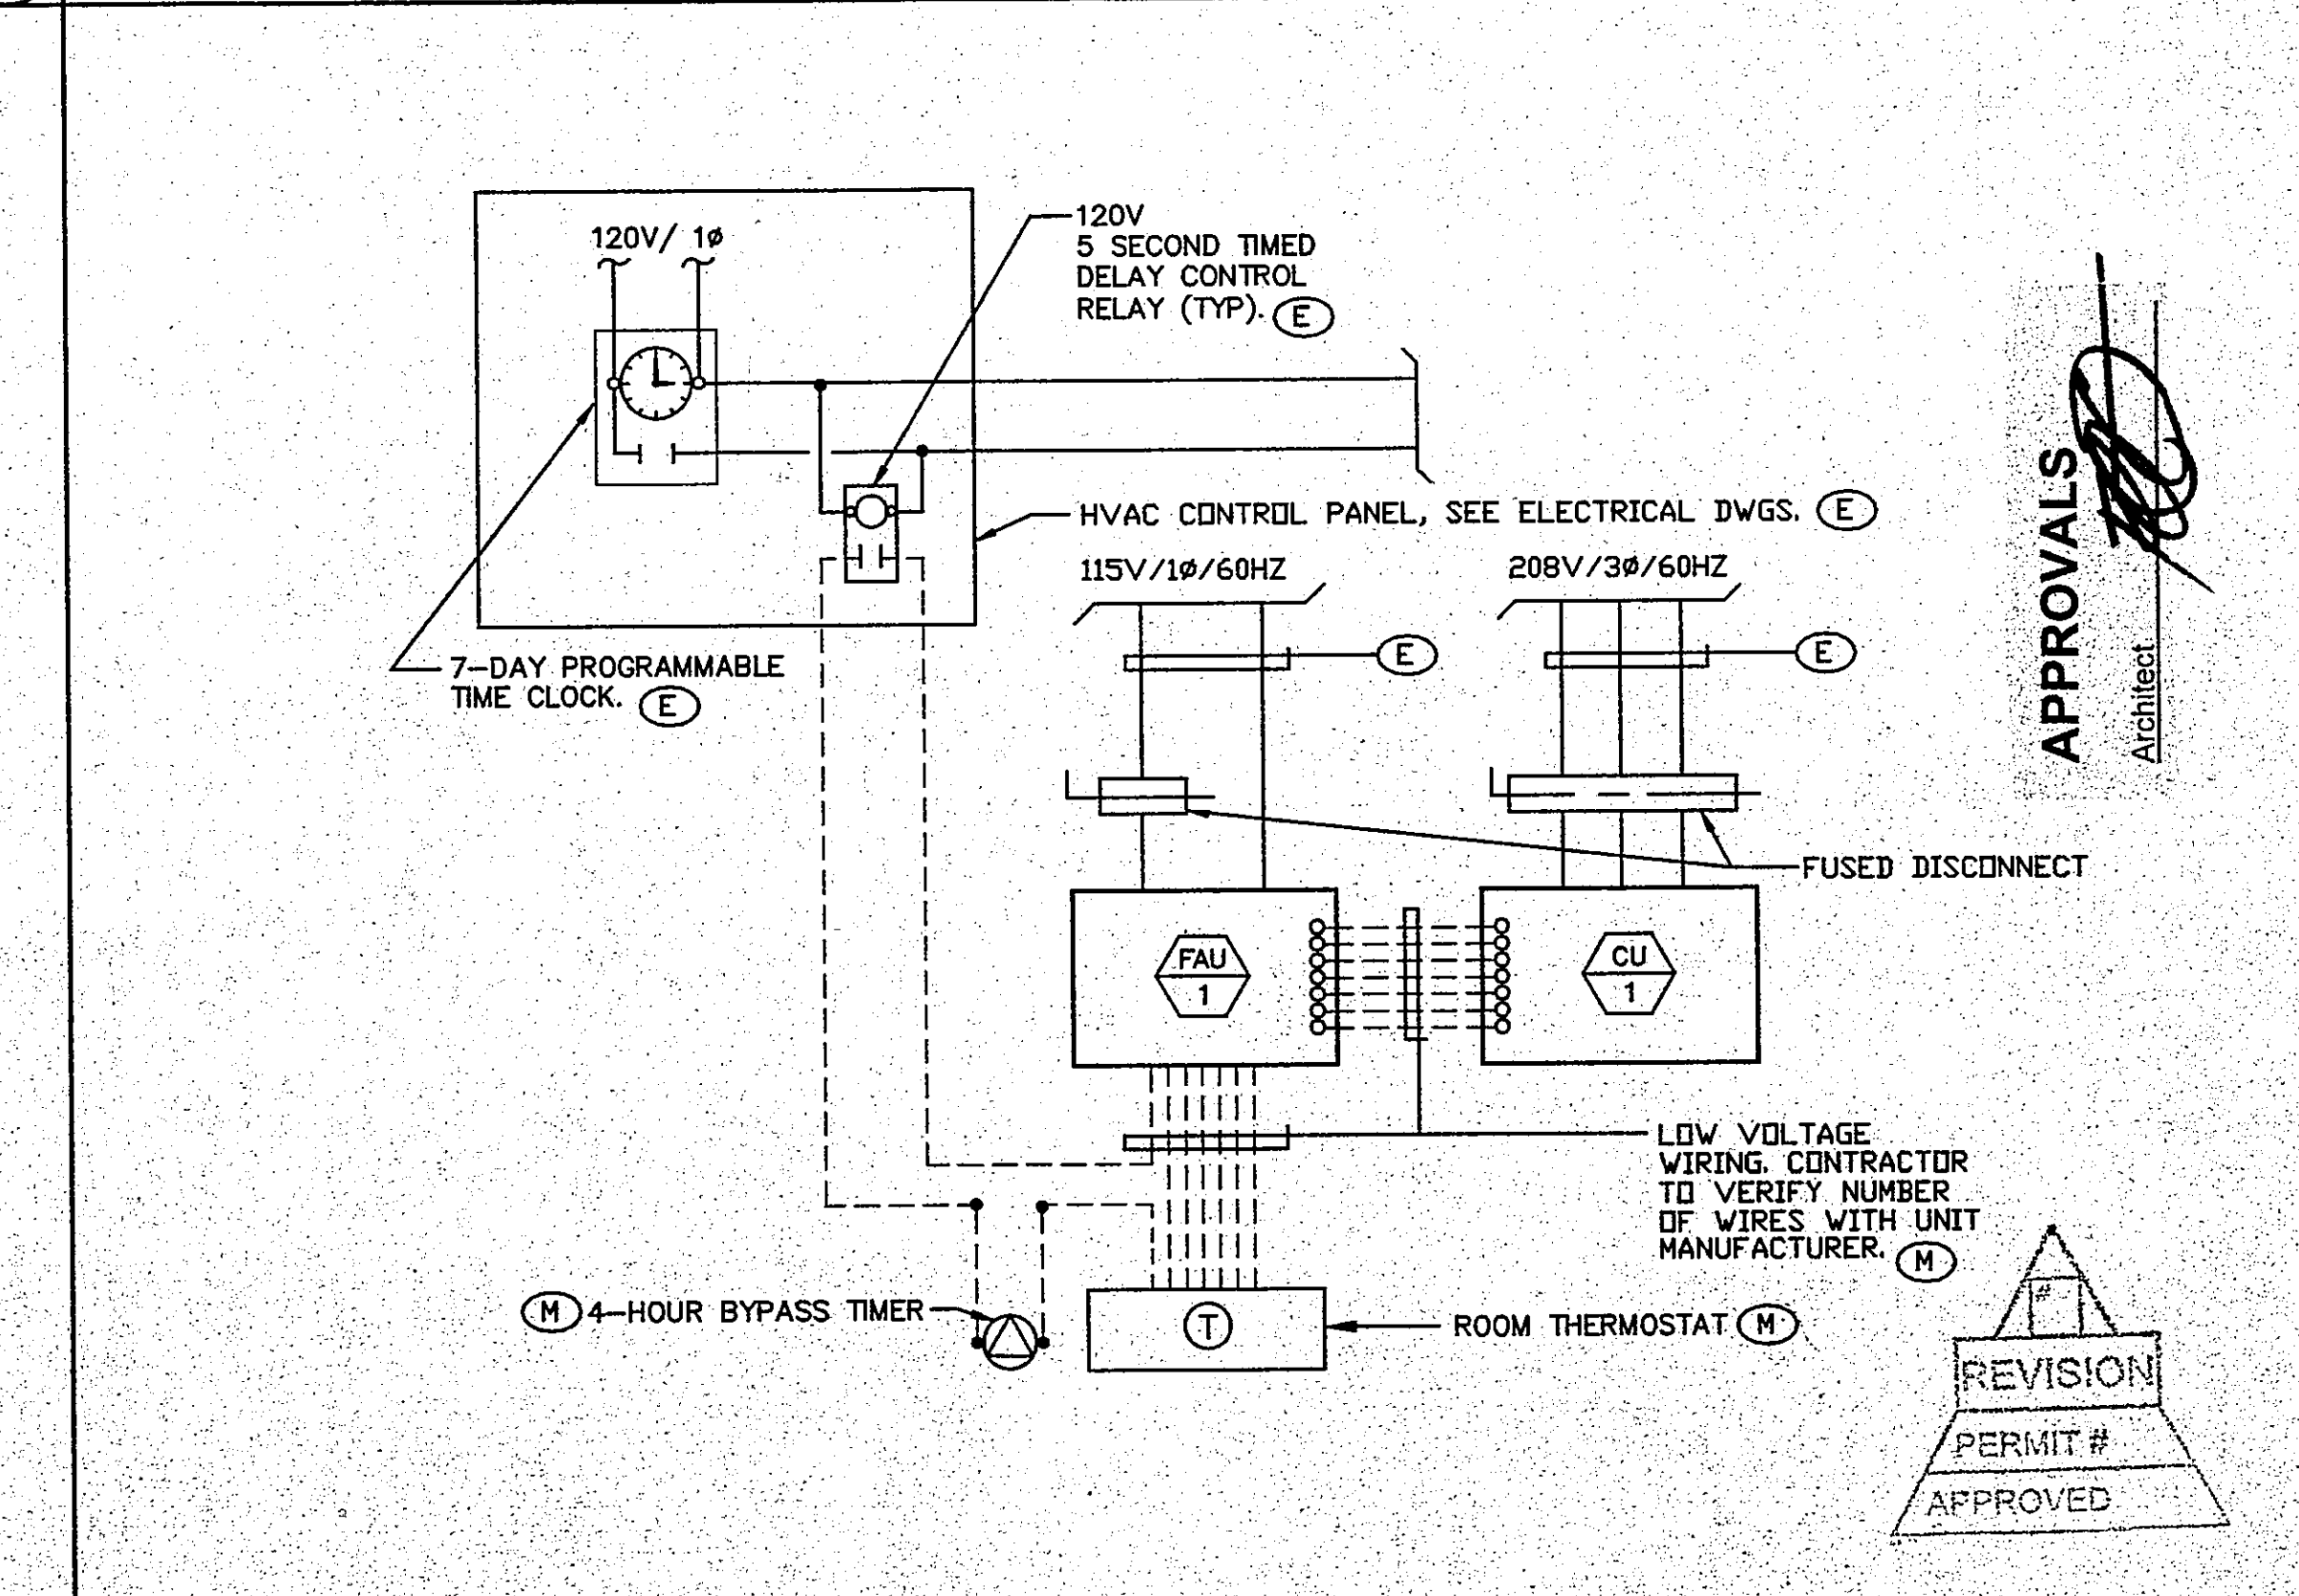 120V/ 1ø
120V
5 SECOND TIMED
DELAY CONTROL
RELAY (TYP). E
HVAC CONTROL PANEL, SEE ELECTRICAL DWGS. E
115V/1ø/60HZ
208V/3ø/60HZ
E
E
7-DAY PROGRAMMABLE
TIME CLOCK. E
FUSED DISCONNECT
FAU
1
CU
1
LOW VOLTAGE
WIRING. CONTRACTOR
TO VERIFY NUMBER
OF WIRES WITH UNIT
MANUFACTURER. M
M 4-HOUR BYPASS TIMER
T
ROOM THERMOSTAT M
APPROVALS
Architect
#
REVISION
PERMIT #
APPROVED